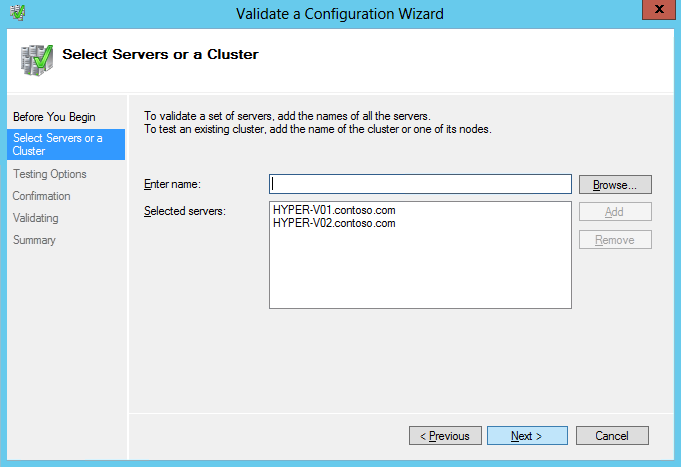 Validate a Configuration Wizard
x
Select Servers or a Cluster
Before You Begin
Select Servers or a
Cluster
Testing Options
Confirmation
Validating
Summary
To validate a set of servers, add the names of all the servers.
To test an existing cluster, add the name of the cluster or one of its nodes.
Enter name:
Browse...
Selected servers:
HYPER-V01.contoso.com
HYPER-V02.contoso.com
Add
Remove
< Previous
Next >
Cancel